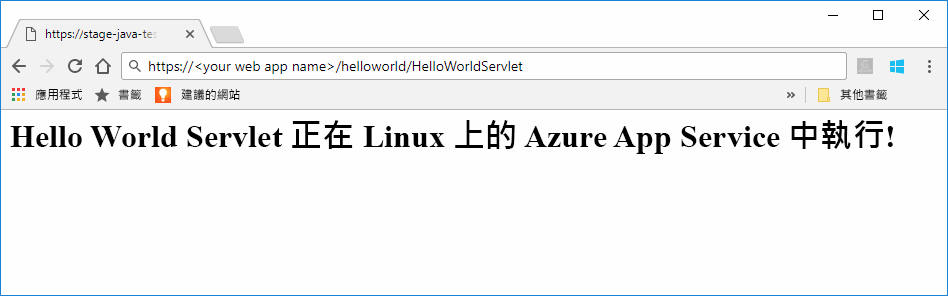 https://stage-java-tes
https://<your web app name>/helloworld/HelloWorldServlet
應用程式 書籤 建議的網站 » 其他書籤
Hello World Servlet 正在 Linux 上的 Azure App Service 中執行!